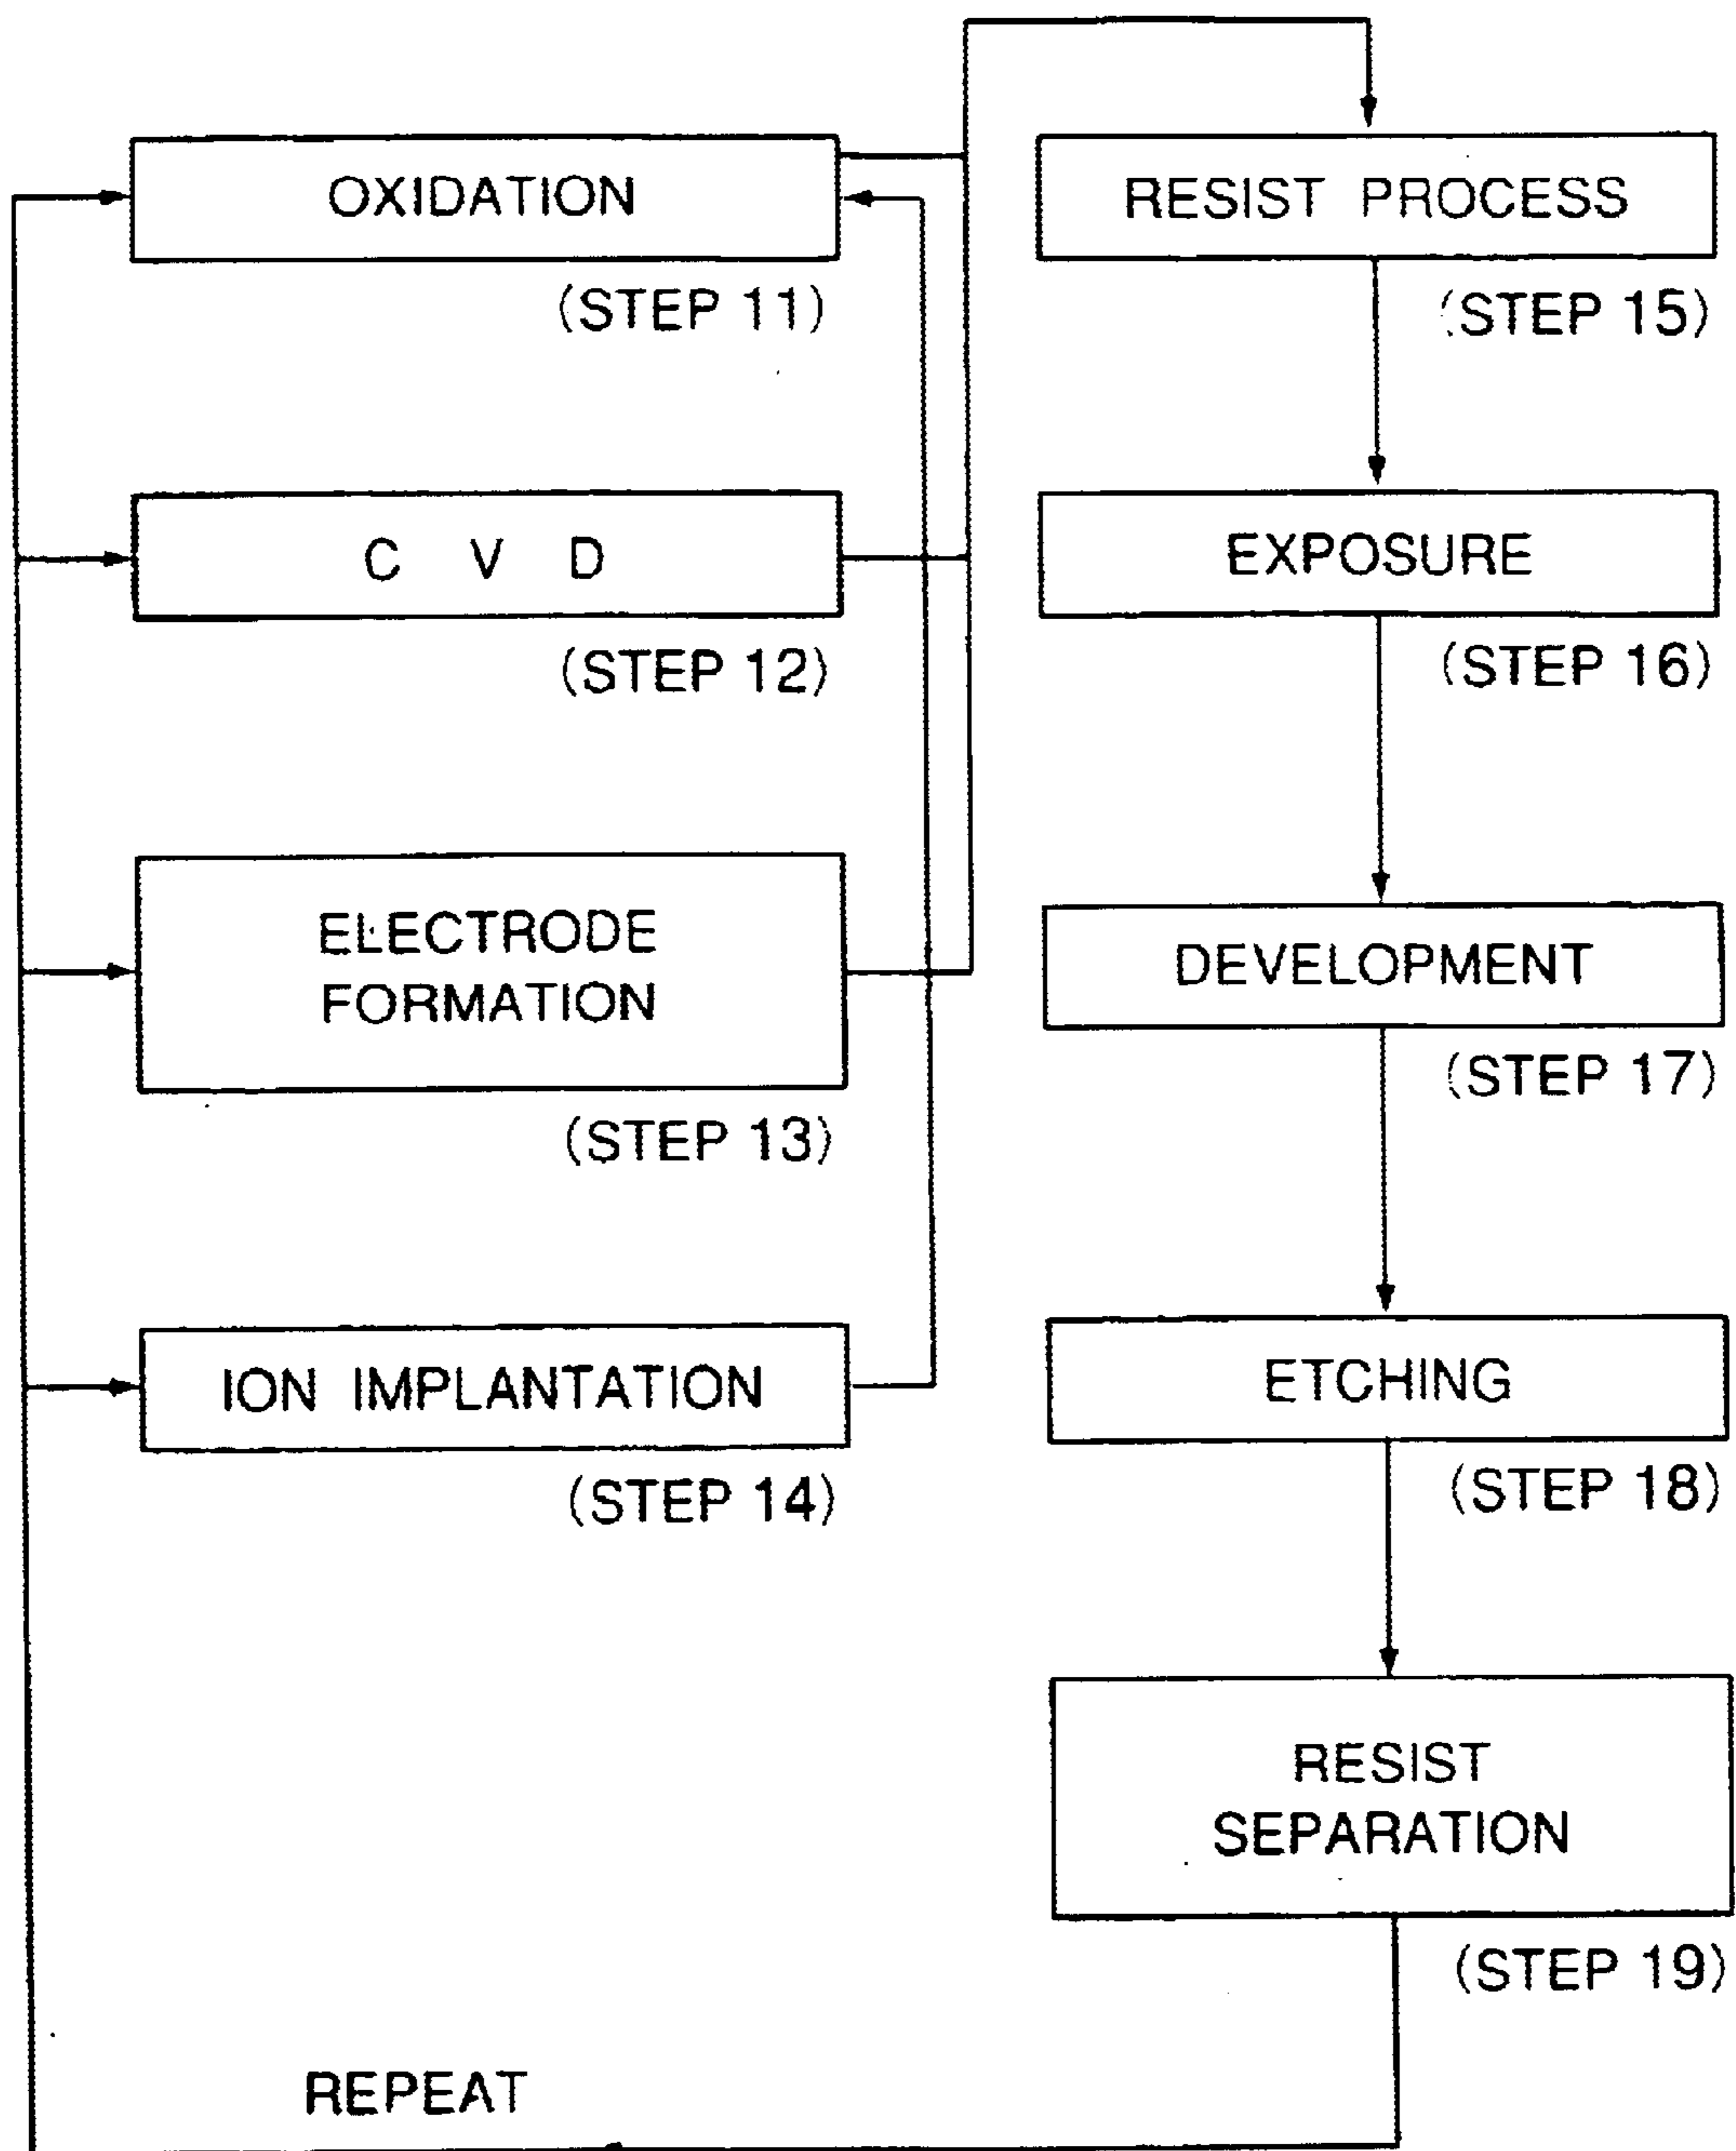 OXIDATION
(STEP 11)
C V D
(STEP 12)
ELECTRODE
FORMATION
(STEP 13)
ION IMPLANTATION
(STEP 14)
RESIST PROCESS
(STEP 15)
EXPOSURE
(STEP 16)
DEVELOPMENT
(STEP 17)
ETCHING
(STEP 18)
RESIST
SEPARATION
(STEP 19)
REPEAT